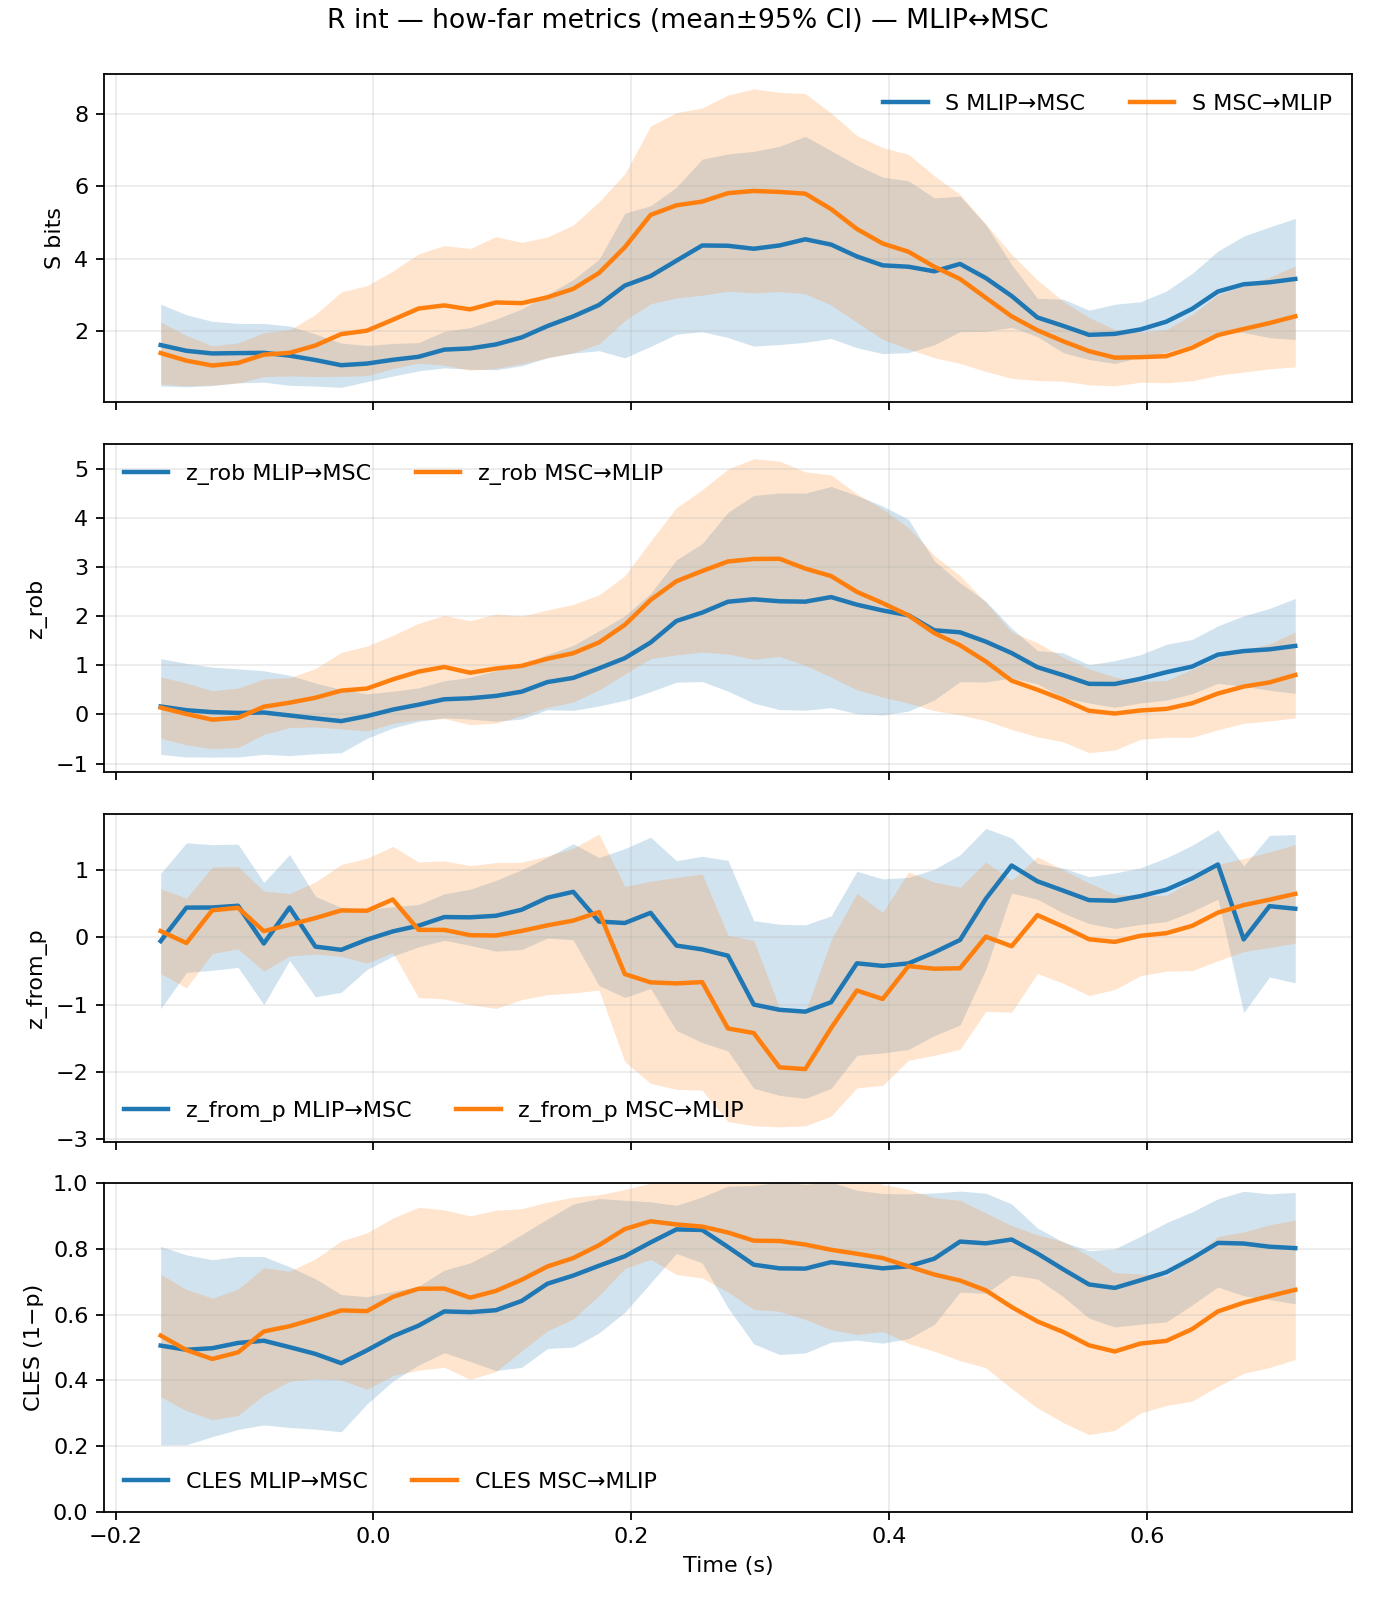 R int — how-far metrics (mean±95% CI) — MLIP↔MSC
S MLIP→MSC S MSC→MLIP
8
6
4
2
S bits
z_rob MLIP→MSC z_rob MSC→MLIP
5
4
3
2
1
0
−1
z_rob
1
0
−1
−2
−3
z_from_p
z_from_p MLIP→MSC z_from_p MSC→MLIP
1.0
0.8
0.6
0.4
0.2
0.0
CLES (1−p)
CLES MLIP→MSC CLES MSC→MLIP
−0.2 0.0 0.2 0.4 0.6
Time (s)